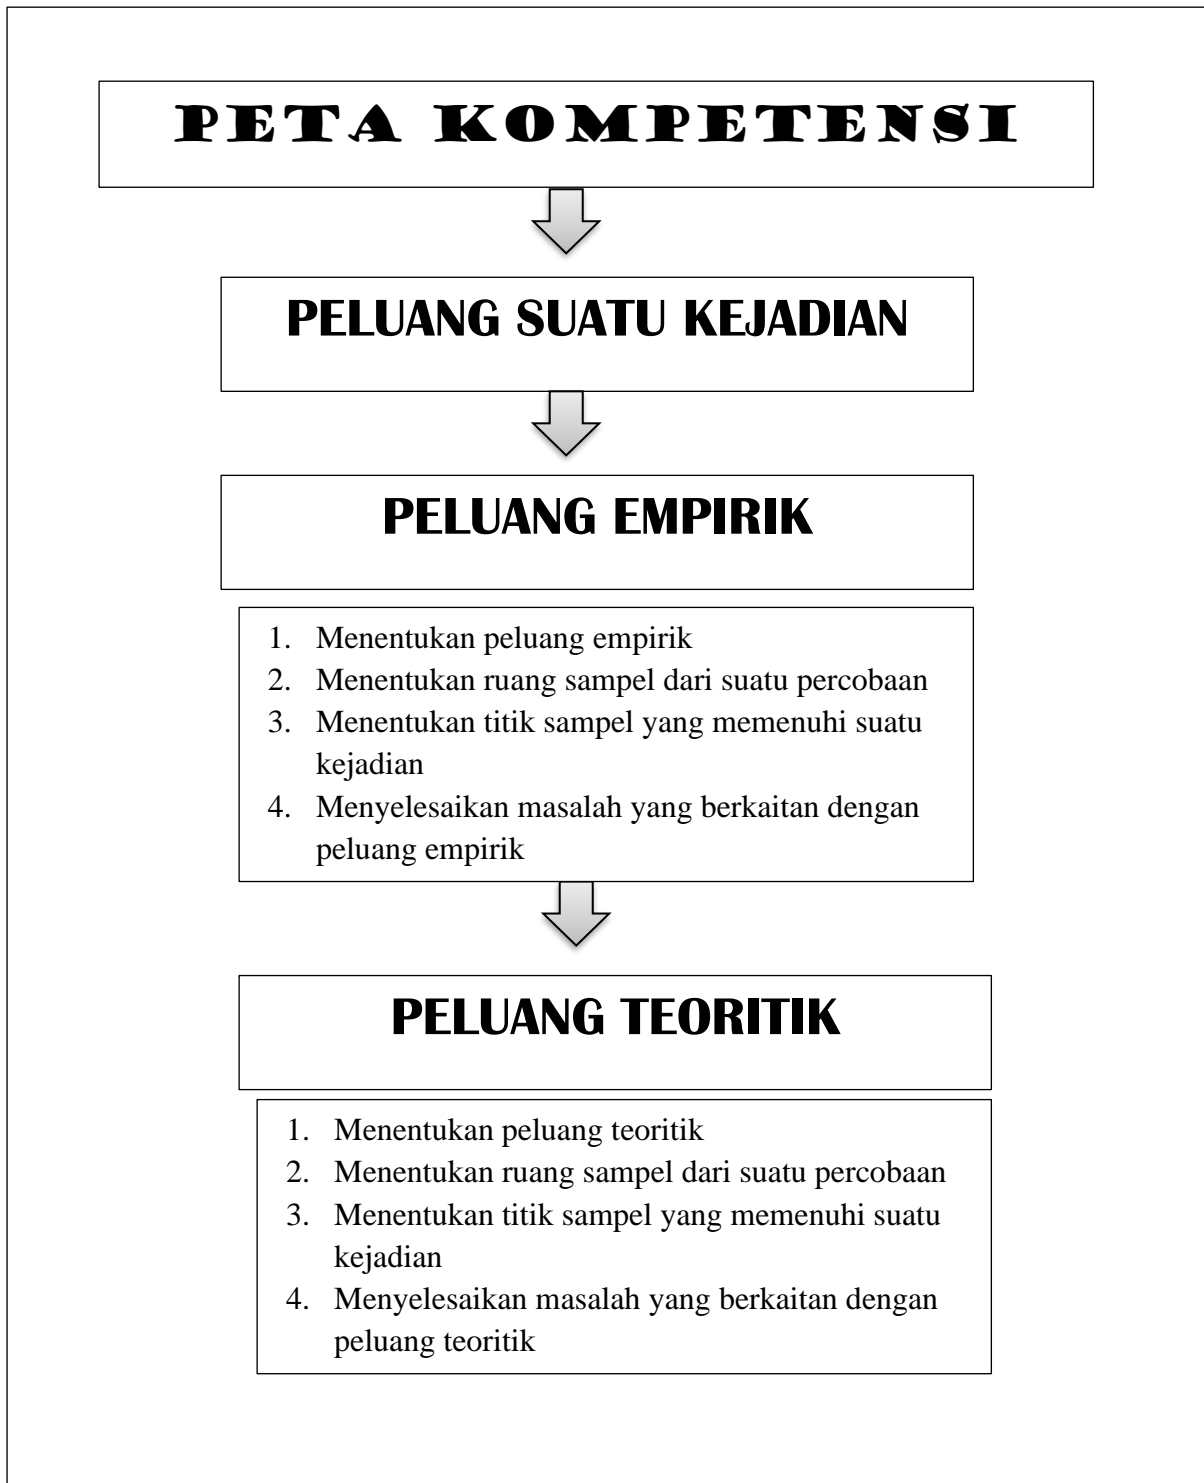 PETA KOMPETENSI
PELUANG SUATU KEJADIAN
PELUANG EMPIRIK
1. Menentukan peluang empirik
2. Menentukan ruang sampel dari suatu percobaan
3. Menentukan titik sampel yang memenuhi suatu
kejadian
4. Menyelesaikan masalah yang berkaitan dengan
peluang empirik
PELUANG TEORITIK
1. Menentukan peluang teoritik
2. Menentukan ruang sampel dari suatu percobaan
3. Menentukan titik sampel yang memenuhi suatu
kejadian
4. Menyelesaikan masalah yang berkaitan dengan
peluang teoritik